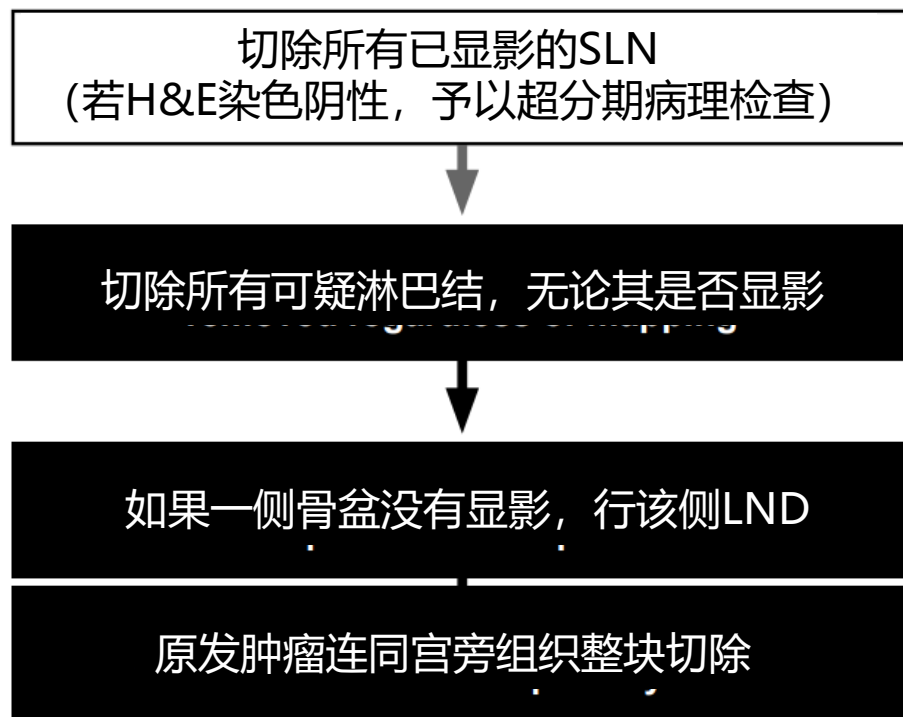 切除所有已显影的SLN
（若H&E染色阴性，予以超分期病理检查）
切除所有可疑淋巴结，无论其是否显影
如果一侧骨盆没有显影，行该侧LND
原发肿瘤连同宫旁组织整块切除